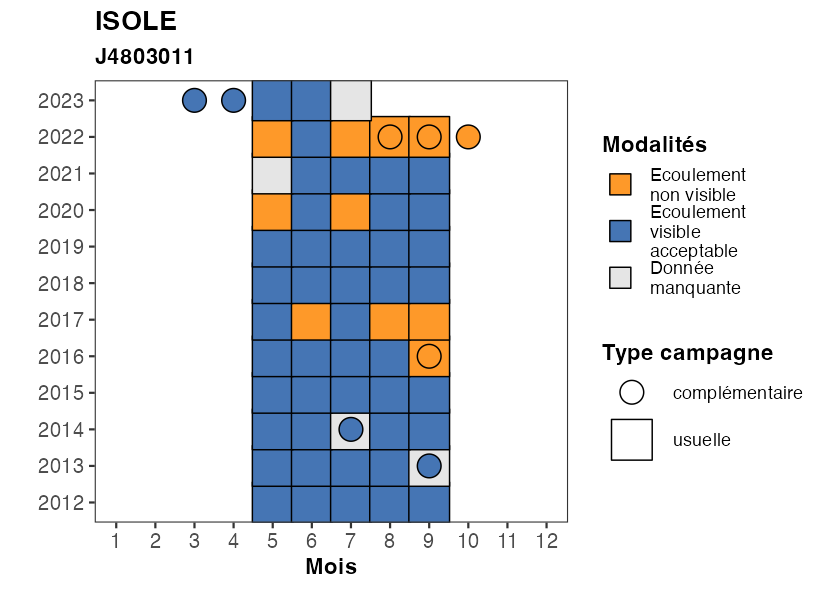 ISOLE
J4803011
2023
2022
2021
2020
2019
2018
2017
2016
2015
2014
2013
2012
1 2 3 4 5 6 7 8 9 10 11 12
Mois
Modalités
Ecoulement
non visible
Ecoulement
visible
acceptable
Donnée
manquante
Type campagne
complémentaire
usuelle